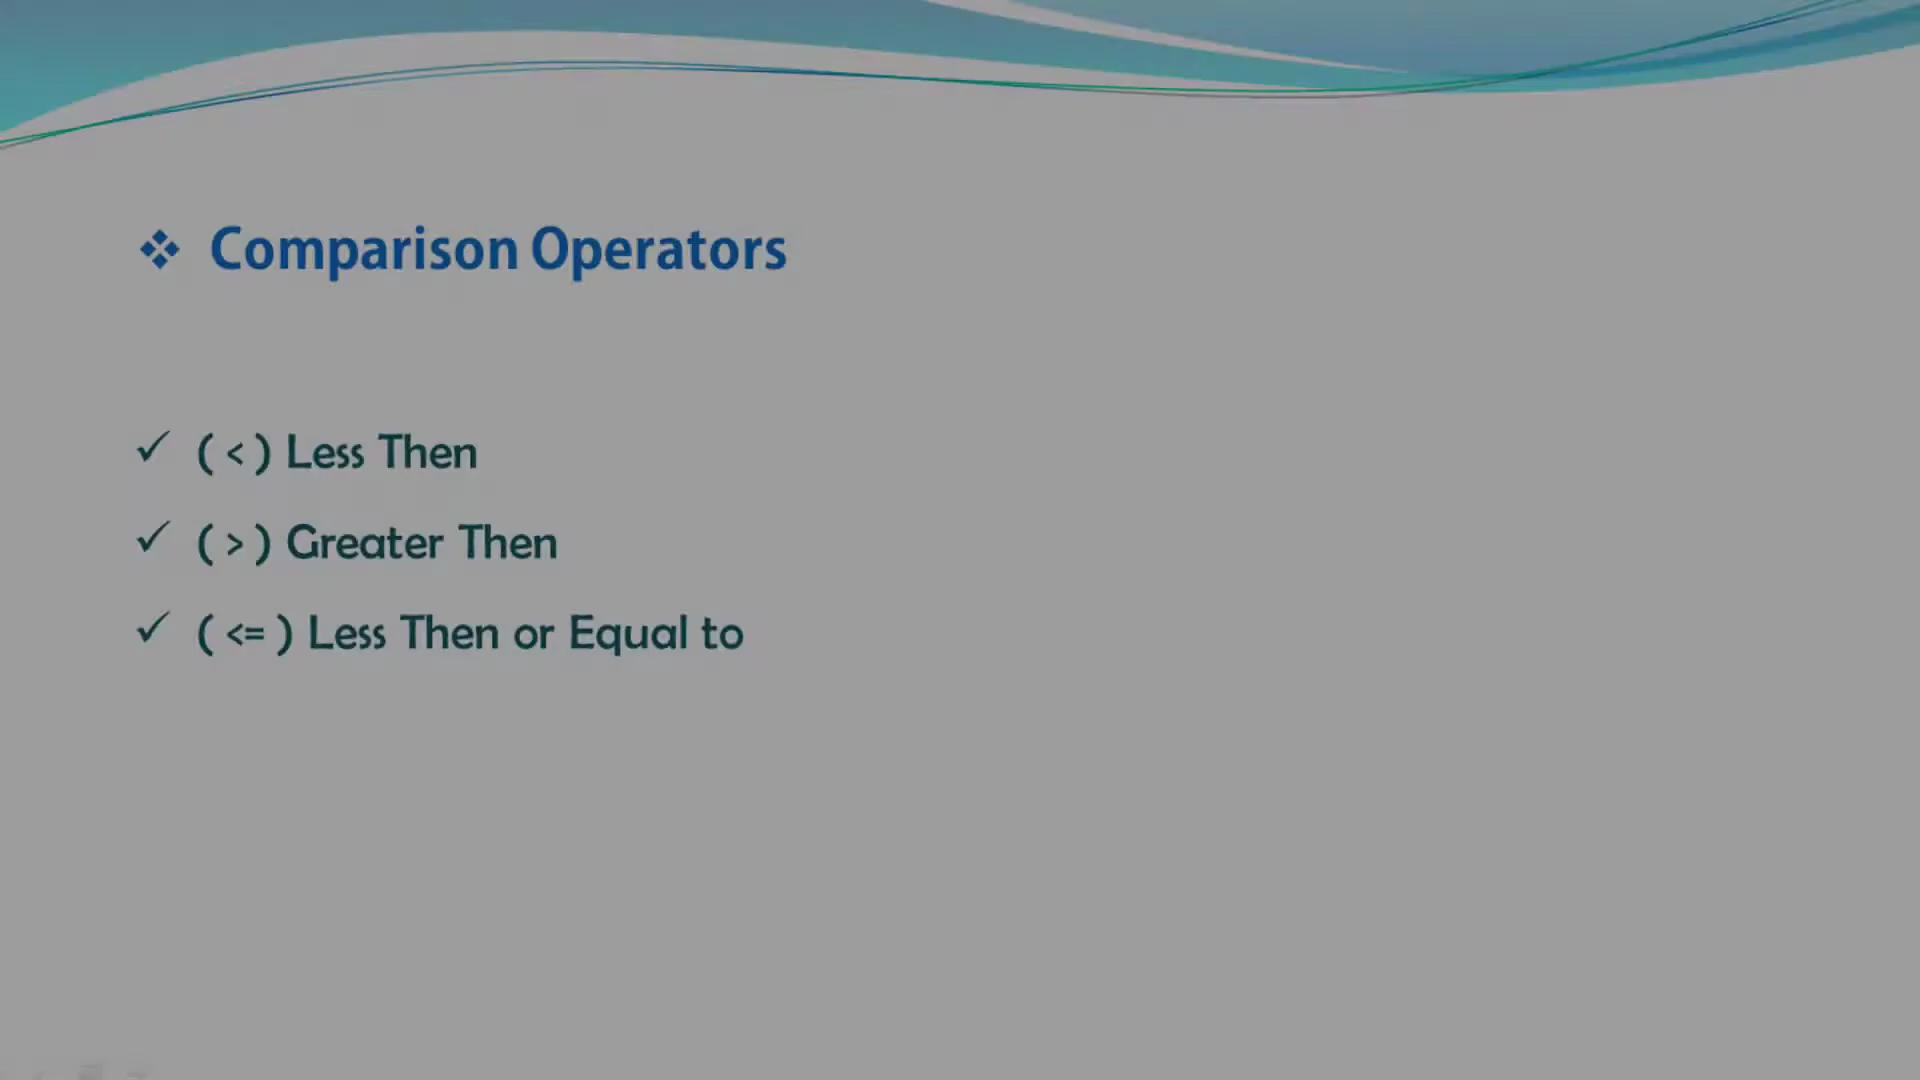 Comparison Operators
( < ) Less Then
( > ) Greater Then
( <= ) Less Then or Equal to